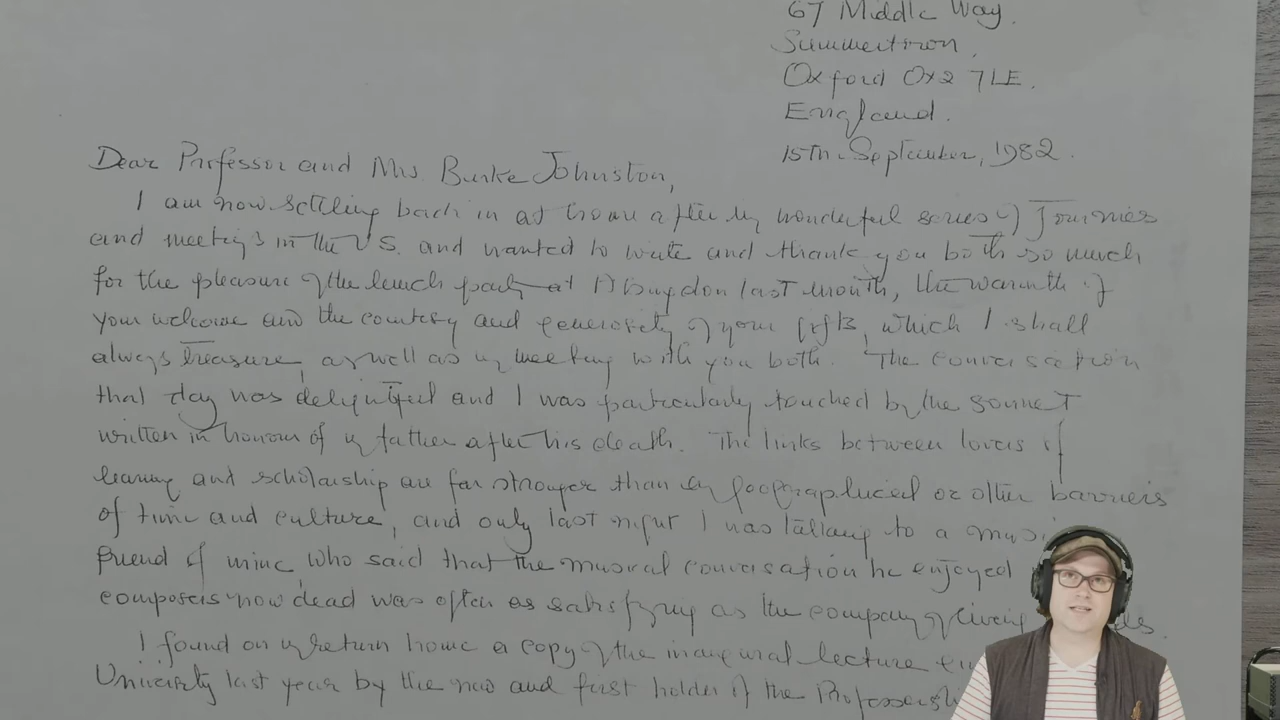 67 Middle Way.
Summertown,
Oxford OX2 7LE.
England.
15th September, 1982.
Dear Professor and Mrs. Burke Johnston,
I am now settling back in at home after my wonderful series of journies
and meetings in the U.S. and wanted to write and thank you both so much
for the pleasure of the lunch party at Abingdon last month, the warmth of
your welcome and the courtesy and generosity of your gift, which I shall
always treasure, as well as my meeting with you both. The conversation
that day was delightful and I was particularly touched by the sonnet
written in honour of my father after his death. The links between lovers of
learning and scholarship are far stronger than any geographical or other barriers
of time and culture, and only last night I was talking to a
friend of mine who said that the musical conversation he enjoyed
composers now dead was often as satisfying as the company of living
I found on my return home a copy of the inaugural lecture
University last year by the new and first holder of the